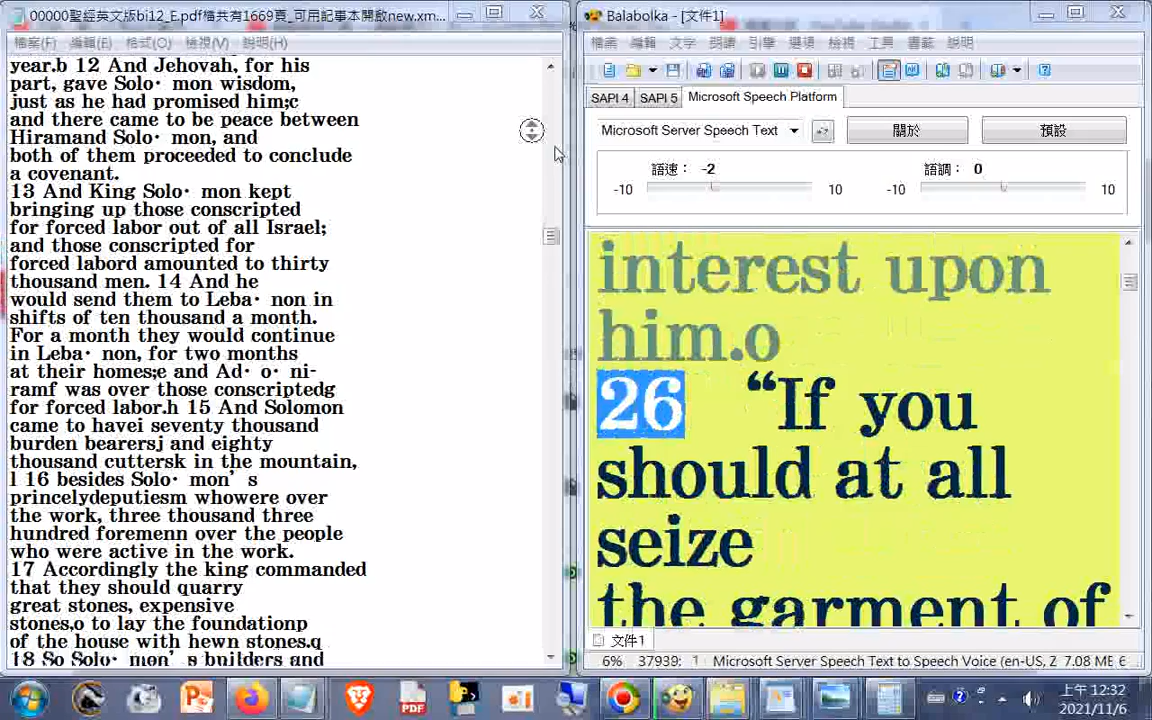 00000聖經英文版bi12_E.pdf檔共有1669頁_可用記事本開啟new.xm...
檔案(F) 編輯(E) 格式(O) 檢視(V) 說明(H)
year.b 12 And Jehovah, for his
part, gave Solo· mon wisdom,
just as he had promised him;c
and there came to be peace between
Hiramand Solo· mon, and
both of them proceeded to conclude
a covenant.
13 And King Solo· mon kept
bringing up those conscripted
for forced labor out of all Israel;
and those conscripted for
forced labord amounted to thirty
thousand men. 14 And he
would send them to Leba· non in
shifts of ten thousand a month.
For a month they would continue
in Leba· non, for two months
at their homes;e and Ad· o· ni-
ramf was over those conscriptedg
for forced labor.h 15 And Solomon
came to havei seventy thousand
burden bearersj and eighty
thousand cuttersk in the mountain,
l 16 besides Solo· mon' s
princelydeputiesm whowere over
the work, three thousand three
hundred foremenn over the people
who were active in the work.
17 Accordingly the king commanded
that they should quarry
great stones, expensive
stones,o to lay the foundationp
of the house with hewn stones.q
18 So Solo· mon' s builders and
Balabolka - [文件1]
檔案 編輯 文字 朗讀 引擎 選項 檢視 工具 書籤 說明
SAPI 4 SAPI 5 Microsoft Speech Platform
Microsoft Server Speech Text 關於 預設
語速： -2 語調： 0
-10 10 -10 10
interest upon
him.o
26 “If you
should at all
seize
the garment of
文件1
6% 37939: 1 Microsoft Server Speech Text to Speech Voice (en-US, Z 7.08 MB 6
PDF
上午 12:32
2021/11/6